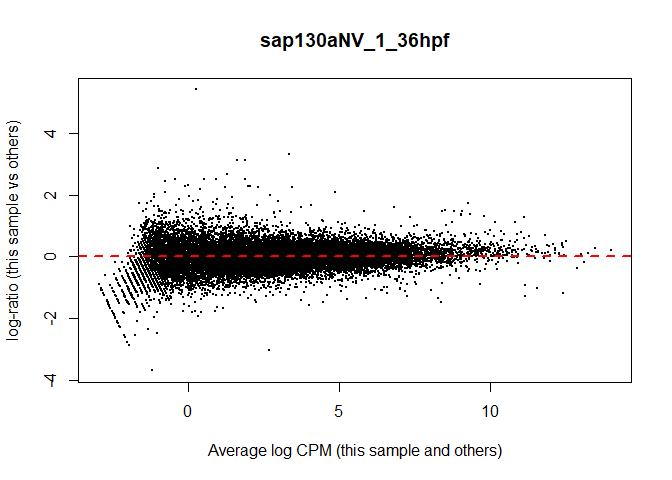 sap130aNV_1_36hpf
log-ratio (this sample vs others)
4
2
0
-2
-4
0
5
10
Average log CPM (this sample and others)